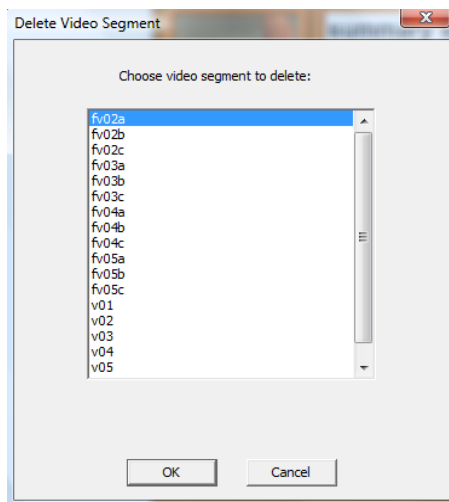 Delete Video Segment
summary
Choose video segment to delete:
fv02a
fv02b
fv02c
fv03a
fv03b
fv03c
fv04a
fv04b
fv04c
fv05a
fv05b
fv05c
v01
v02
v03
v04
v05
OK
Cancel